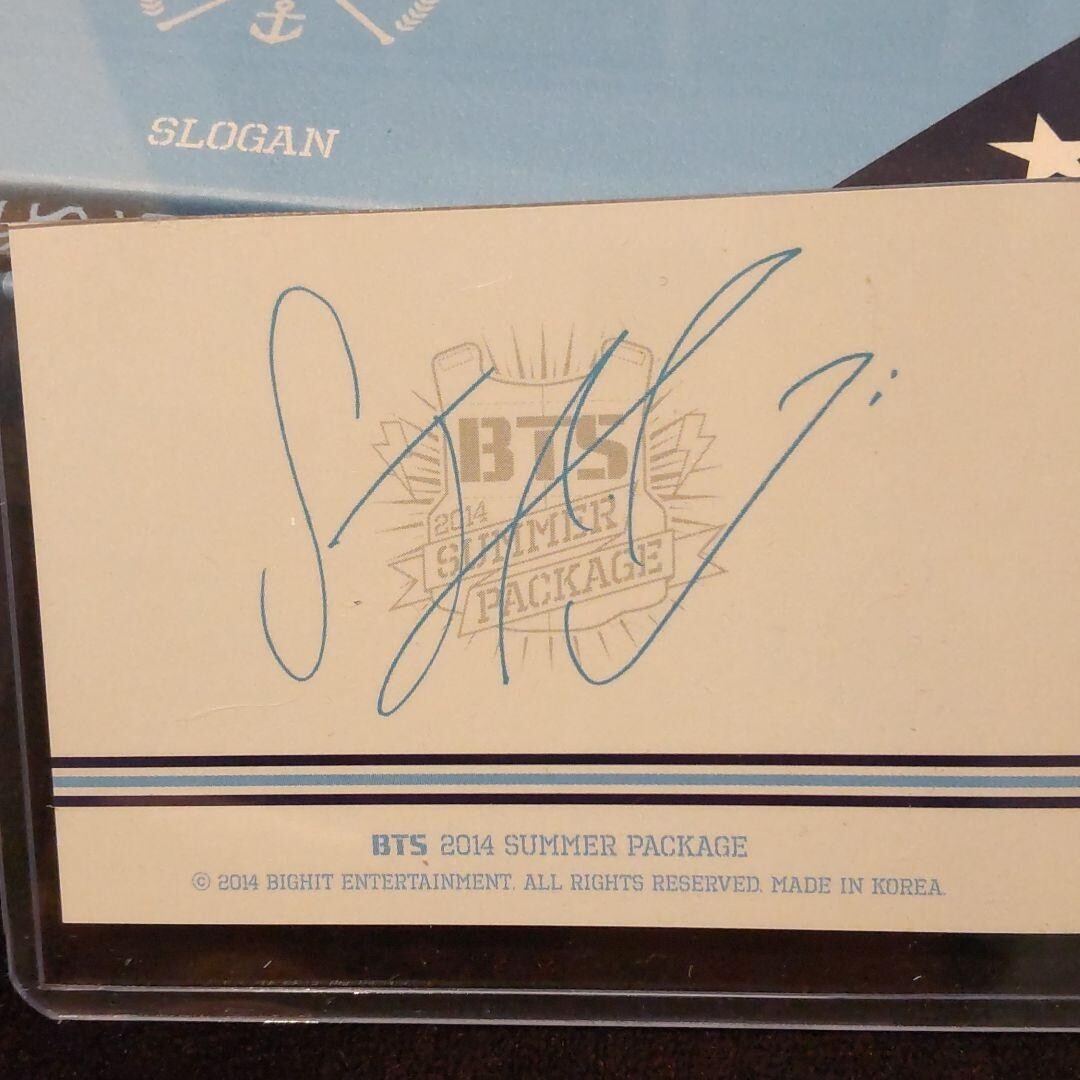 SLOGAN
BTS
2014
SUMMER
PACKAGE
BTS 2014 SUMMER PACKAGE
© 2014 BIGHIT ENTERTAINMENT. ALL RIGHTS RESERVED. MADE IN KOREA.